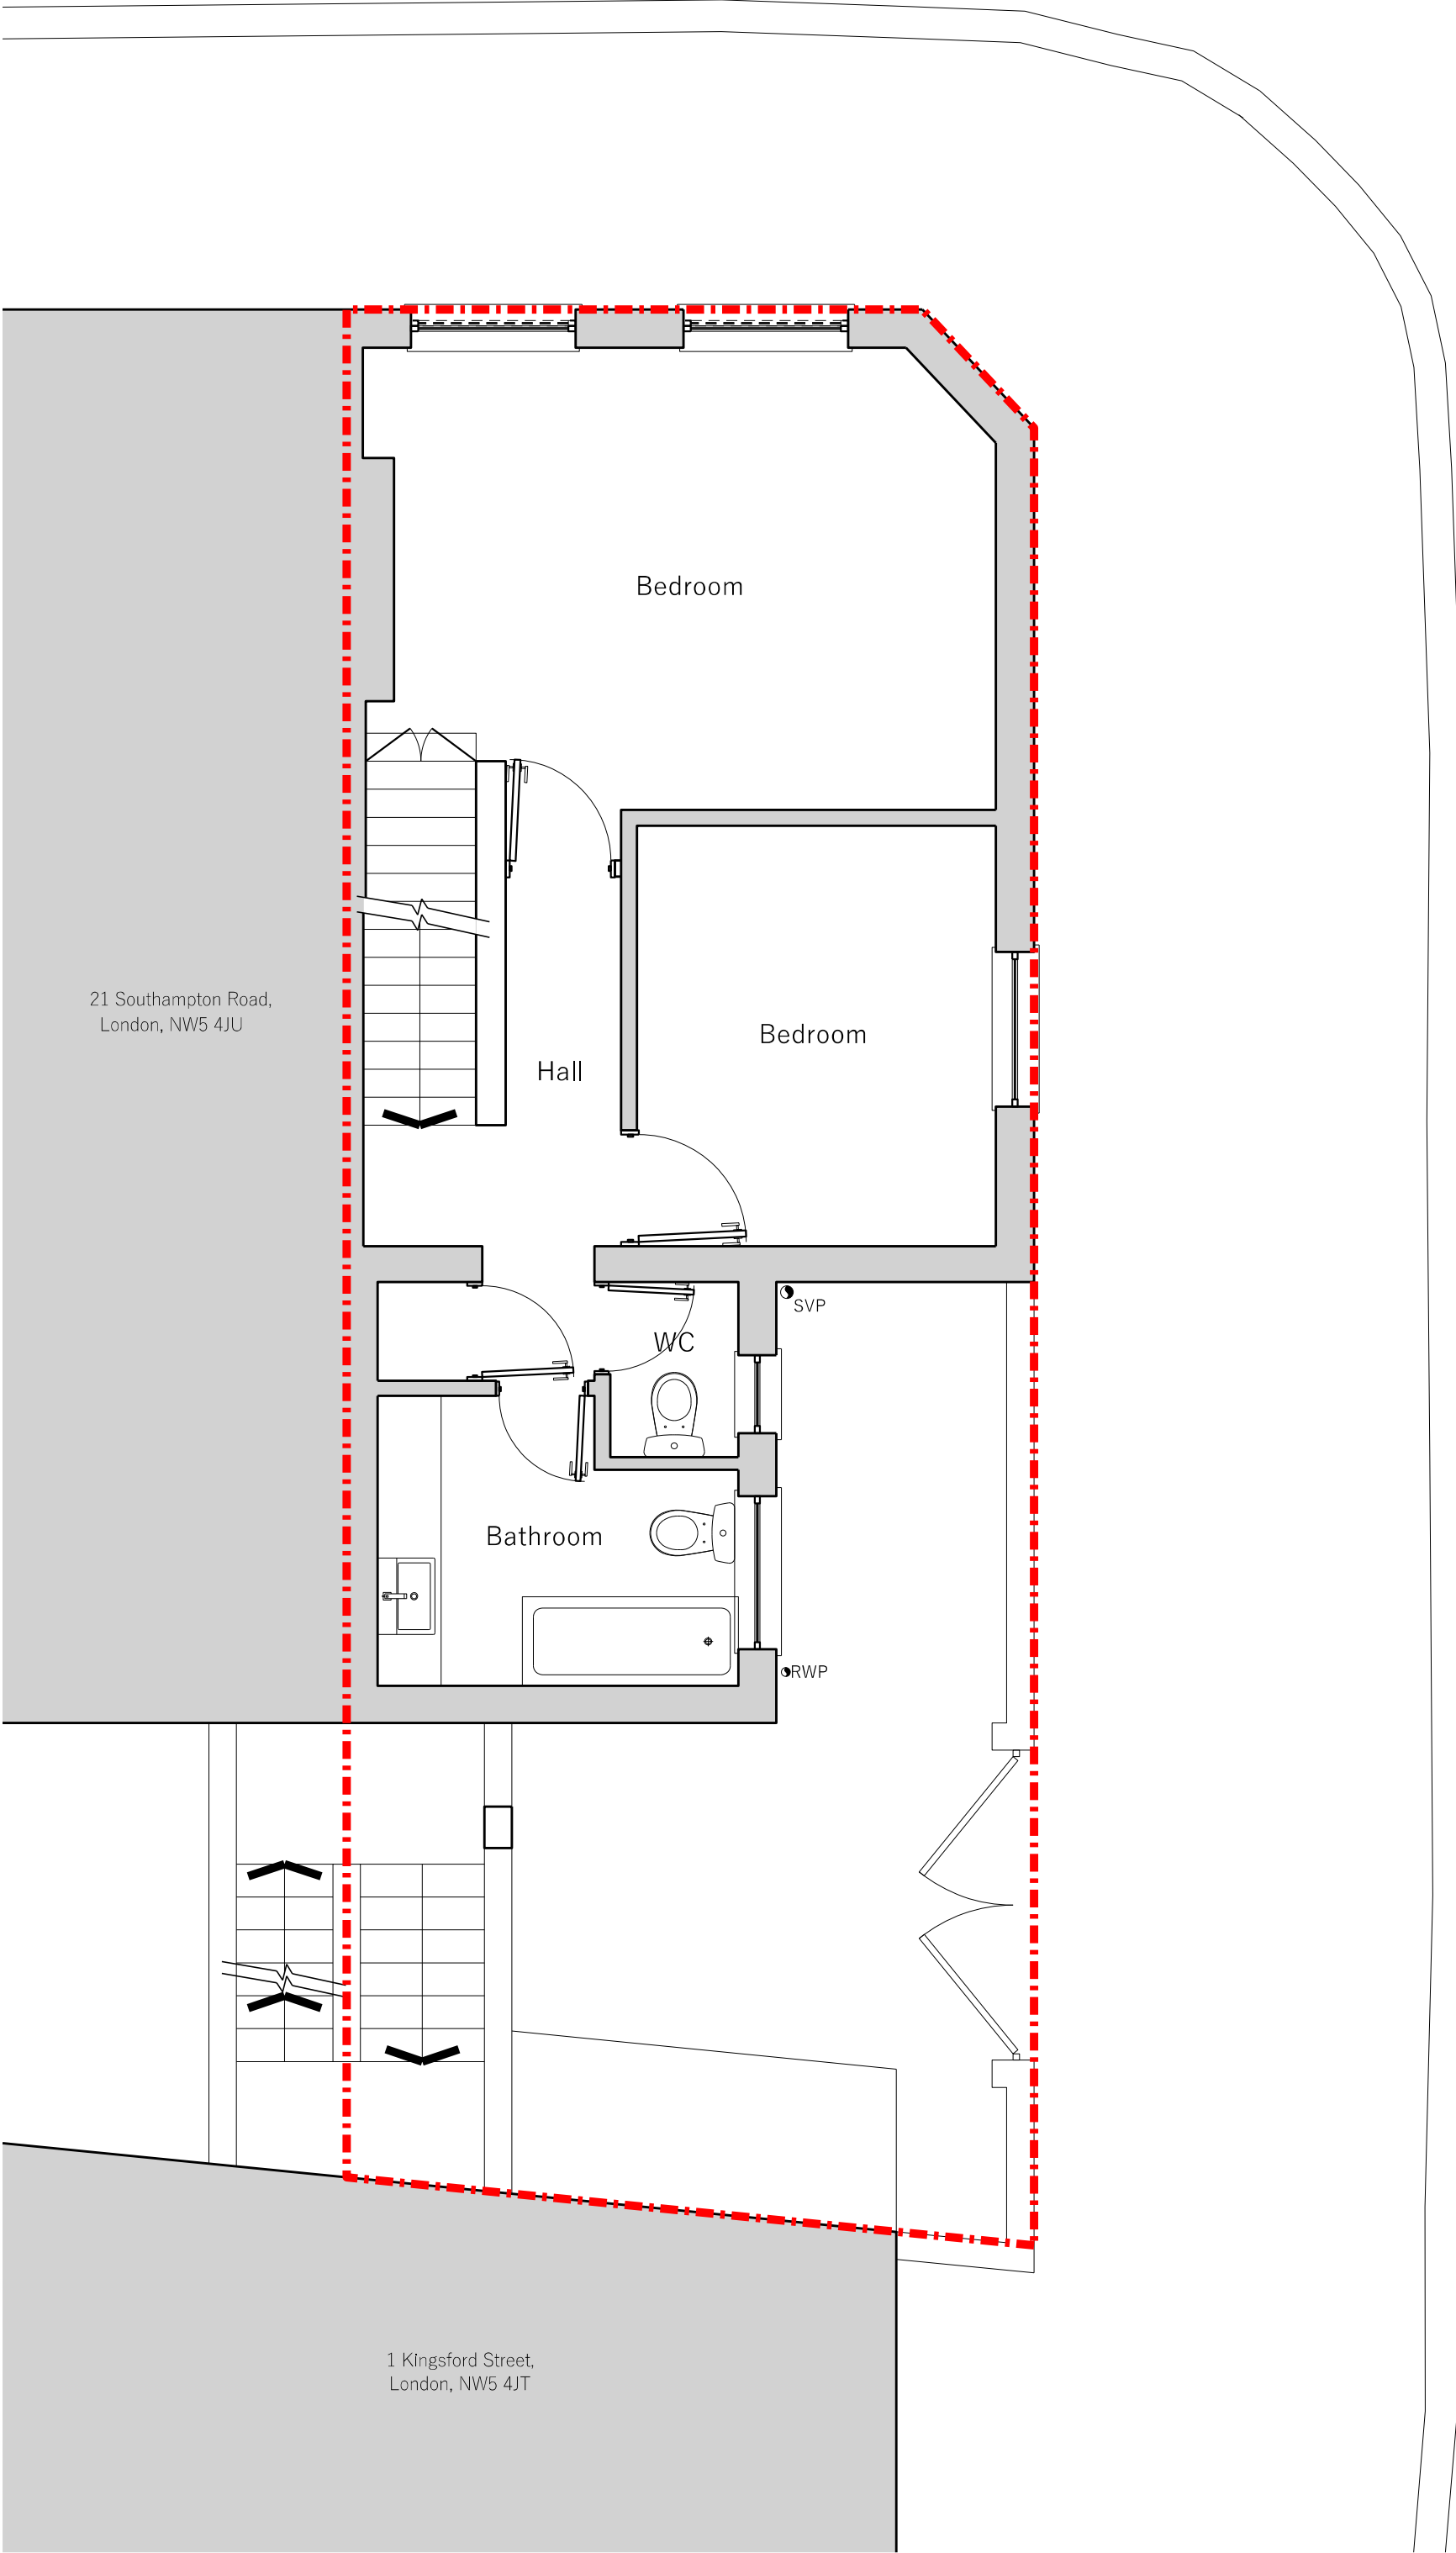 Bedroom
21 Southampton Road,
London, NW5 4JU
Bedroom
Hall
SVP
WC
Bathroom
RWP
1 Kingsford Street,
London, NW5 4JT